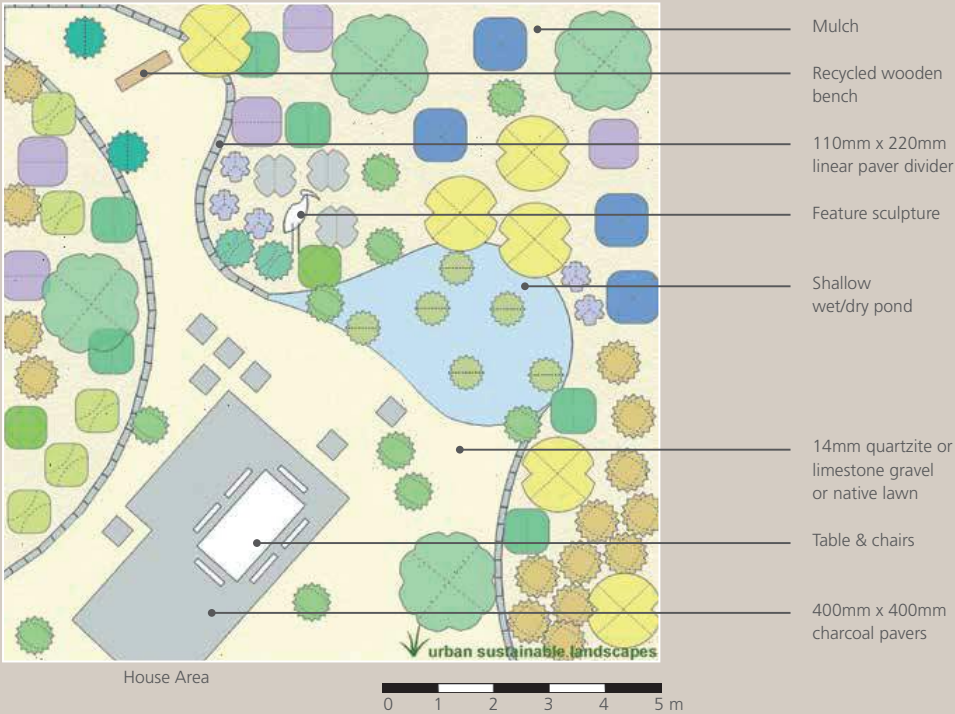 Mulch
Recycled wooden
bench
110mm x 220mm
linear paver divider
Feature sculpture
Shallow
wet/dry pond
14mm quartzite or
limestone gravel
or native lawn
Table & chairs
400mm x 400mm
charcoal pavers
urban sustainable landscapes
House Area
0 1 2 3 4 5 m